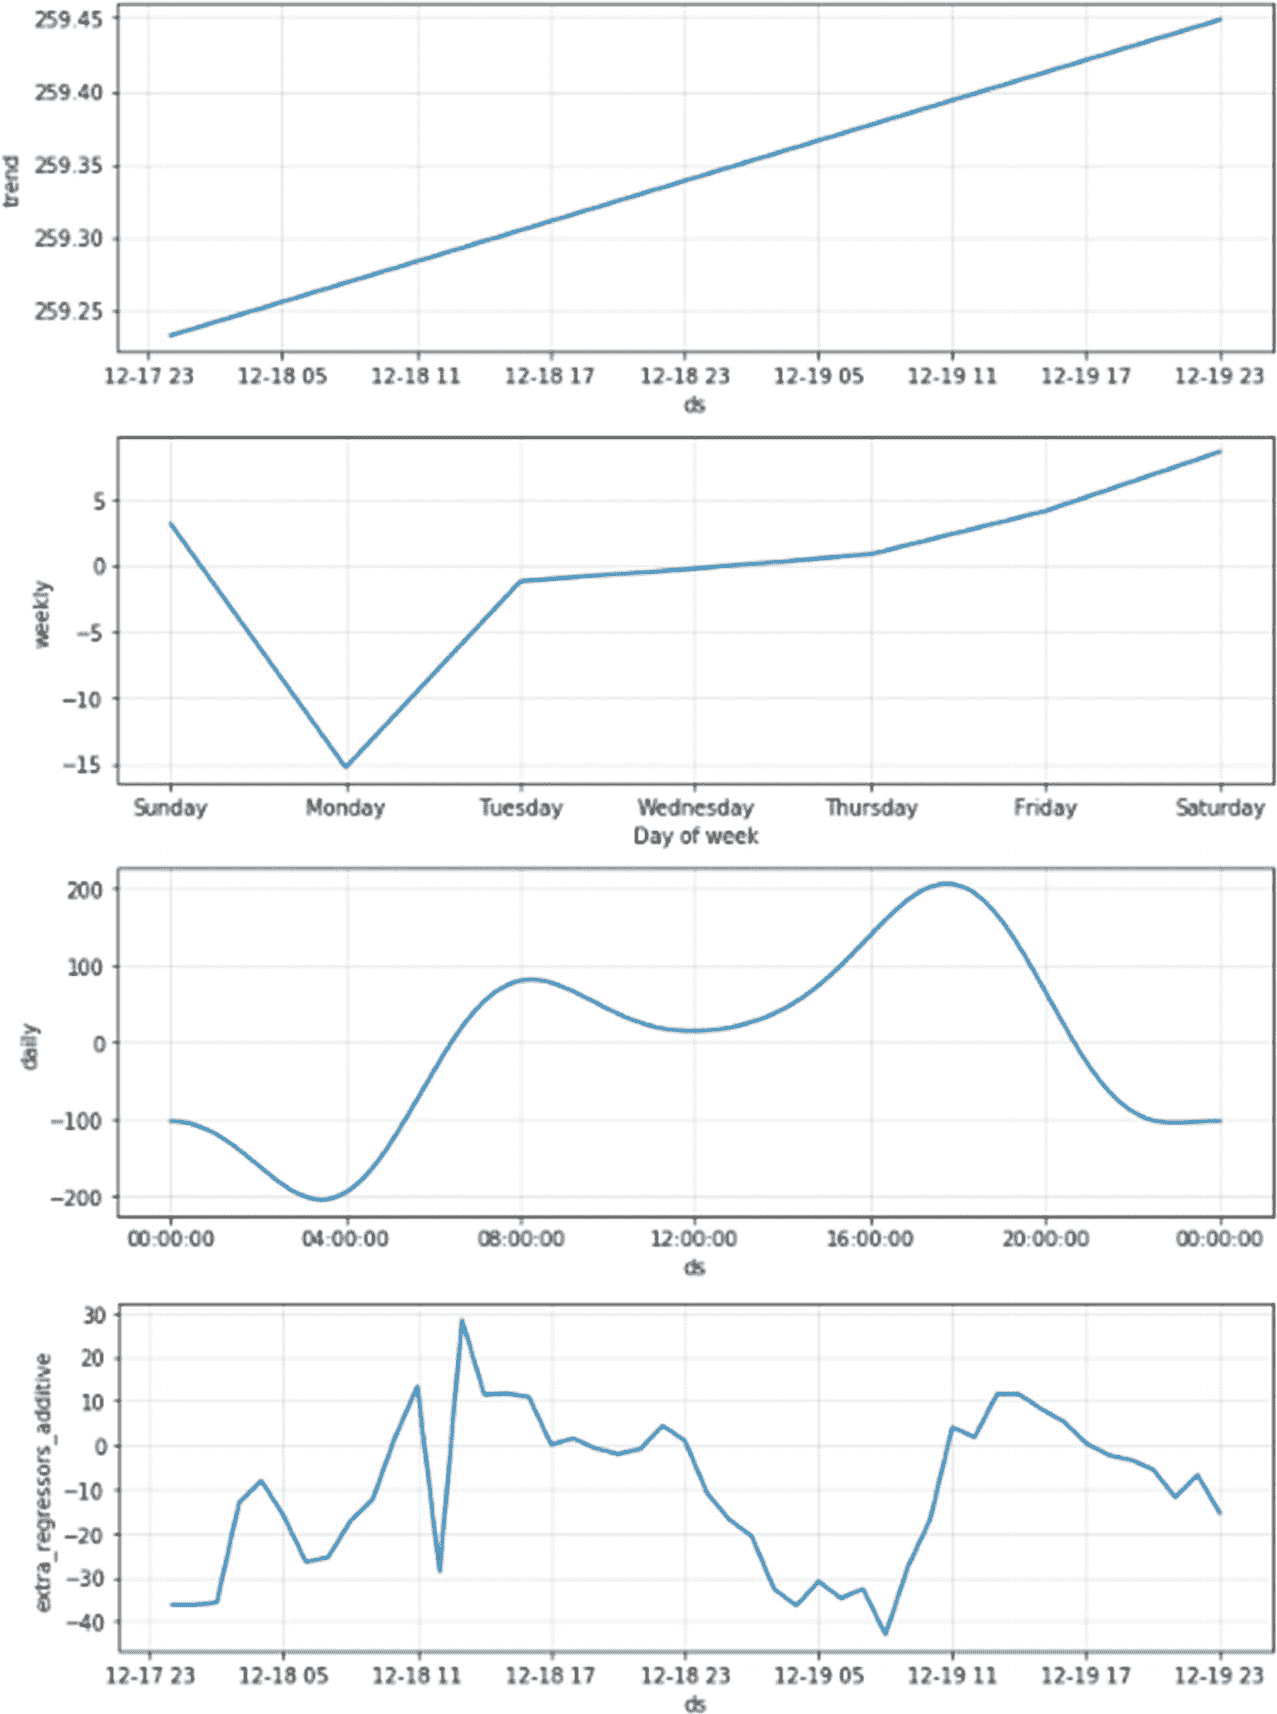 259.45
259.40
259.35
259.30
259.25
trend
12-17 23 12-18 05 12-18 11 12-18 17 12-18 23 12-19 05 12-19 11 12-19 17 12-19 23
ds
5
0
−5
−10
−15
weekly
Sunday Monday Tuesday Wednesday Thursday Friday Saturday
Day of week
200
100
0
−100
−200
daily
00:00:00 04:00:00 08:00:00 12:00:00 16:00:00 20:00:00 00:00:00
ds
30
20
10
0
−10
−20
−30
−40
extra_regressors_additive
12-17 23 12-18 05 12-18 11 12-18 17 12-18 23 12-19 05 12-19 11 12-19 17 12-19 23
ds